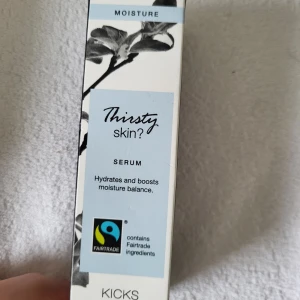 MOISTURE
Thirsty
skin?
SERUM
Hydrates and boosts
moisture balance.
®
FAIRTRADE
contains
Fairtrade
ingredients
KICKS